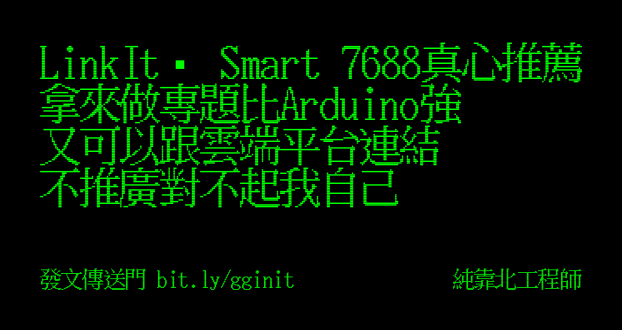 LinkIt▪ Smart 7688真心推薦
拿來做專題比Arduino強
又可以跟雲端平台連結
不推廣對不起我自己
發文傳送門 bit.ly/gginit 純靠北工程師